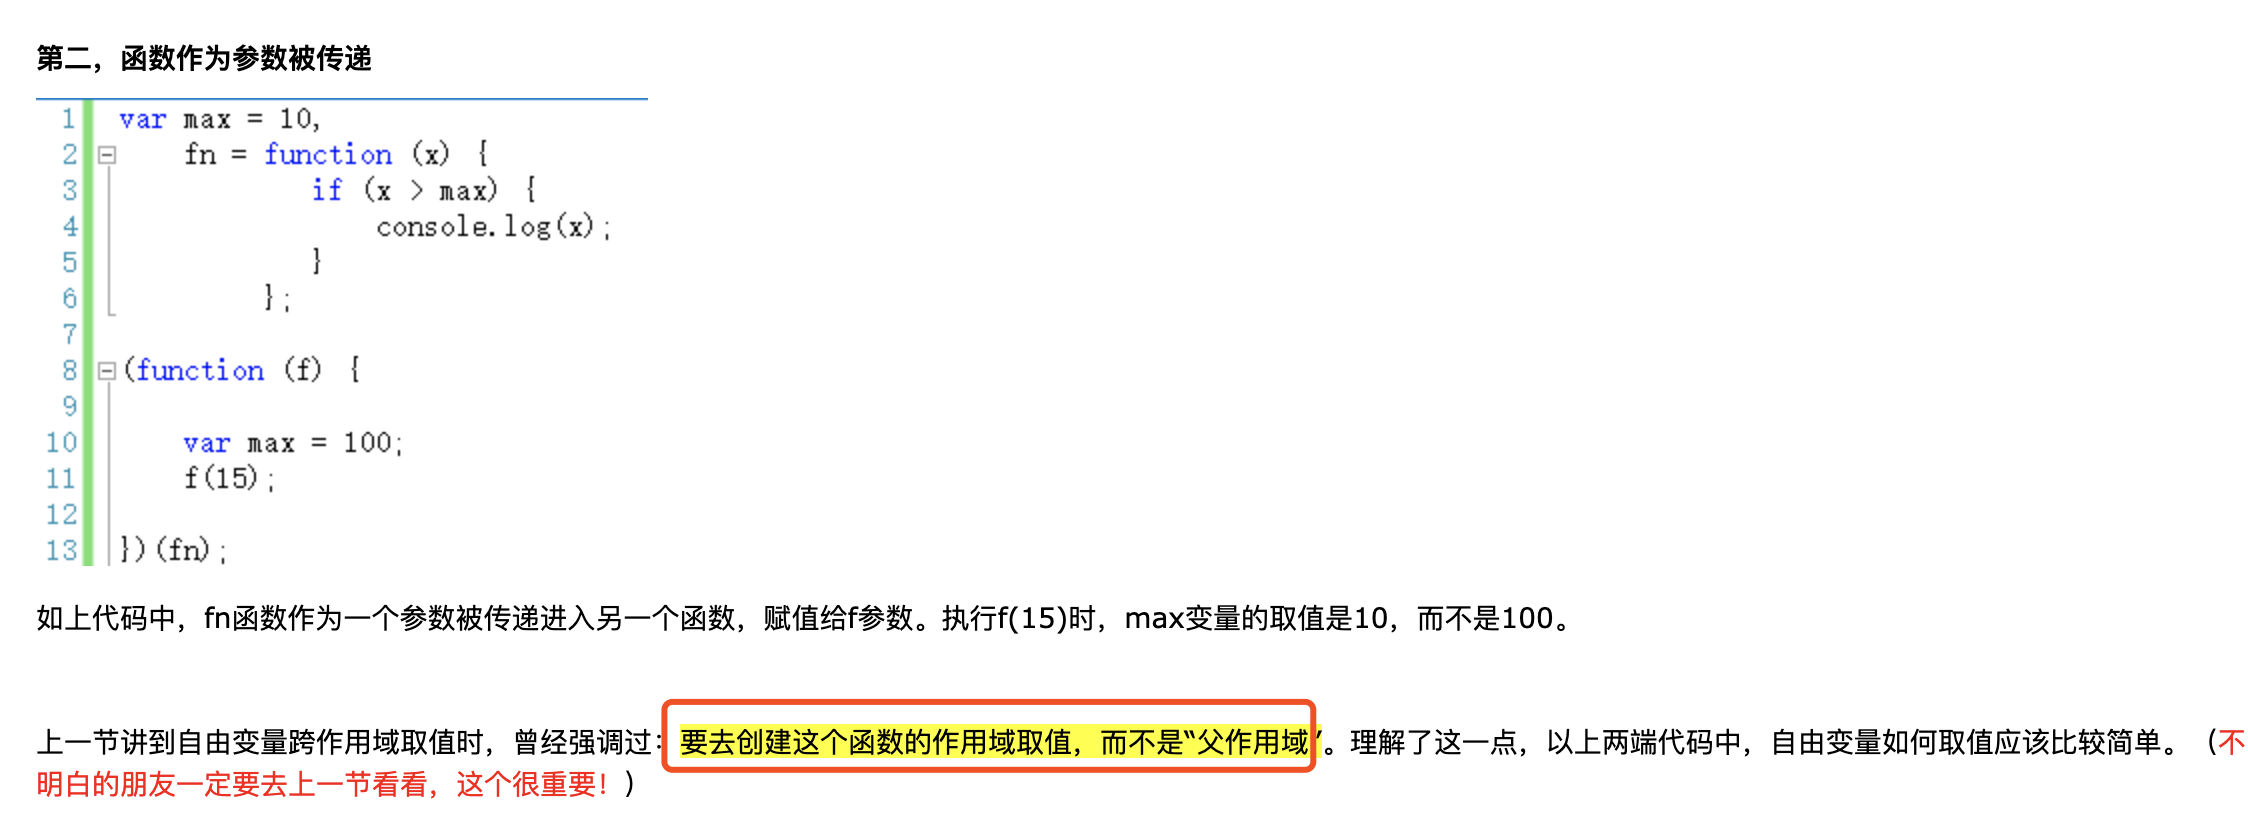 第二，函数作为参数被传递
1 var max = 10,
2     fn = function (x) {
3             if (x > max) {
4                 console.log(x);
5             }
6          };
7
8 (function (f) {
9
10     var max = 100;
11     f(15);
12
13 })(fn);
如上代码中，fn函数作为一个参数被传递进入另一个函数，赋值给f参数。执行f(15)时，max变量的取值是10，而不是100。
上一节讲到自由变量跨作用域取值时，曾经强调过：要去创建这个函数的作用域取值，而不是“父作用域”。理解了这一点，以上两端代码中，自由变量如何取值应该比较简单。（不
明白的朋友一定要去上一节看看，这个很重要！）